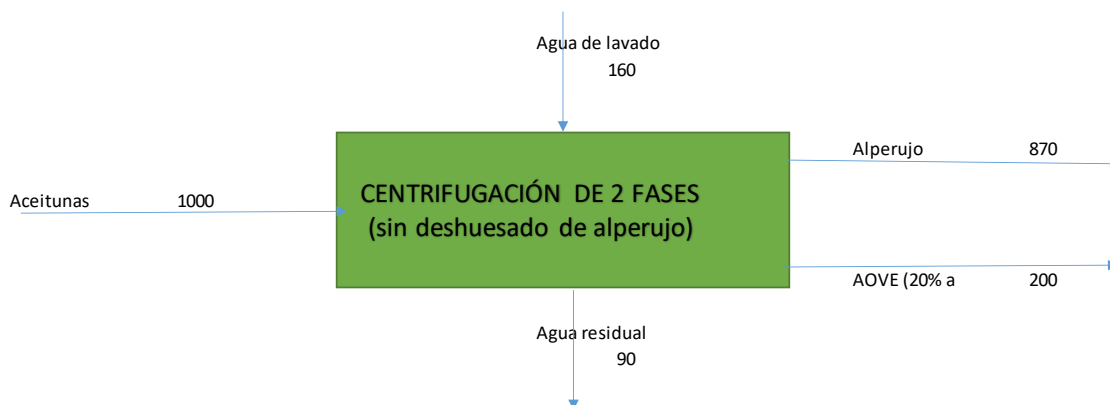 Agua de lavado
160
Alperujo 870
Aceitunas 1000
CENTRIFUGACIÓN DE 2 FASES
(sin deshuesado de alperujo)
AOVE (20% a 200
Agua residual
90